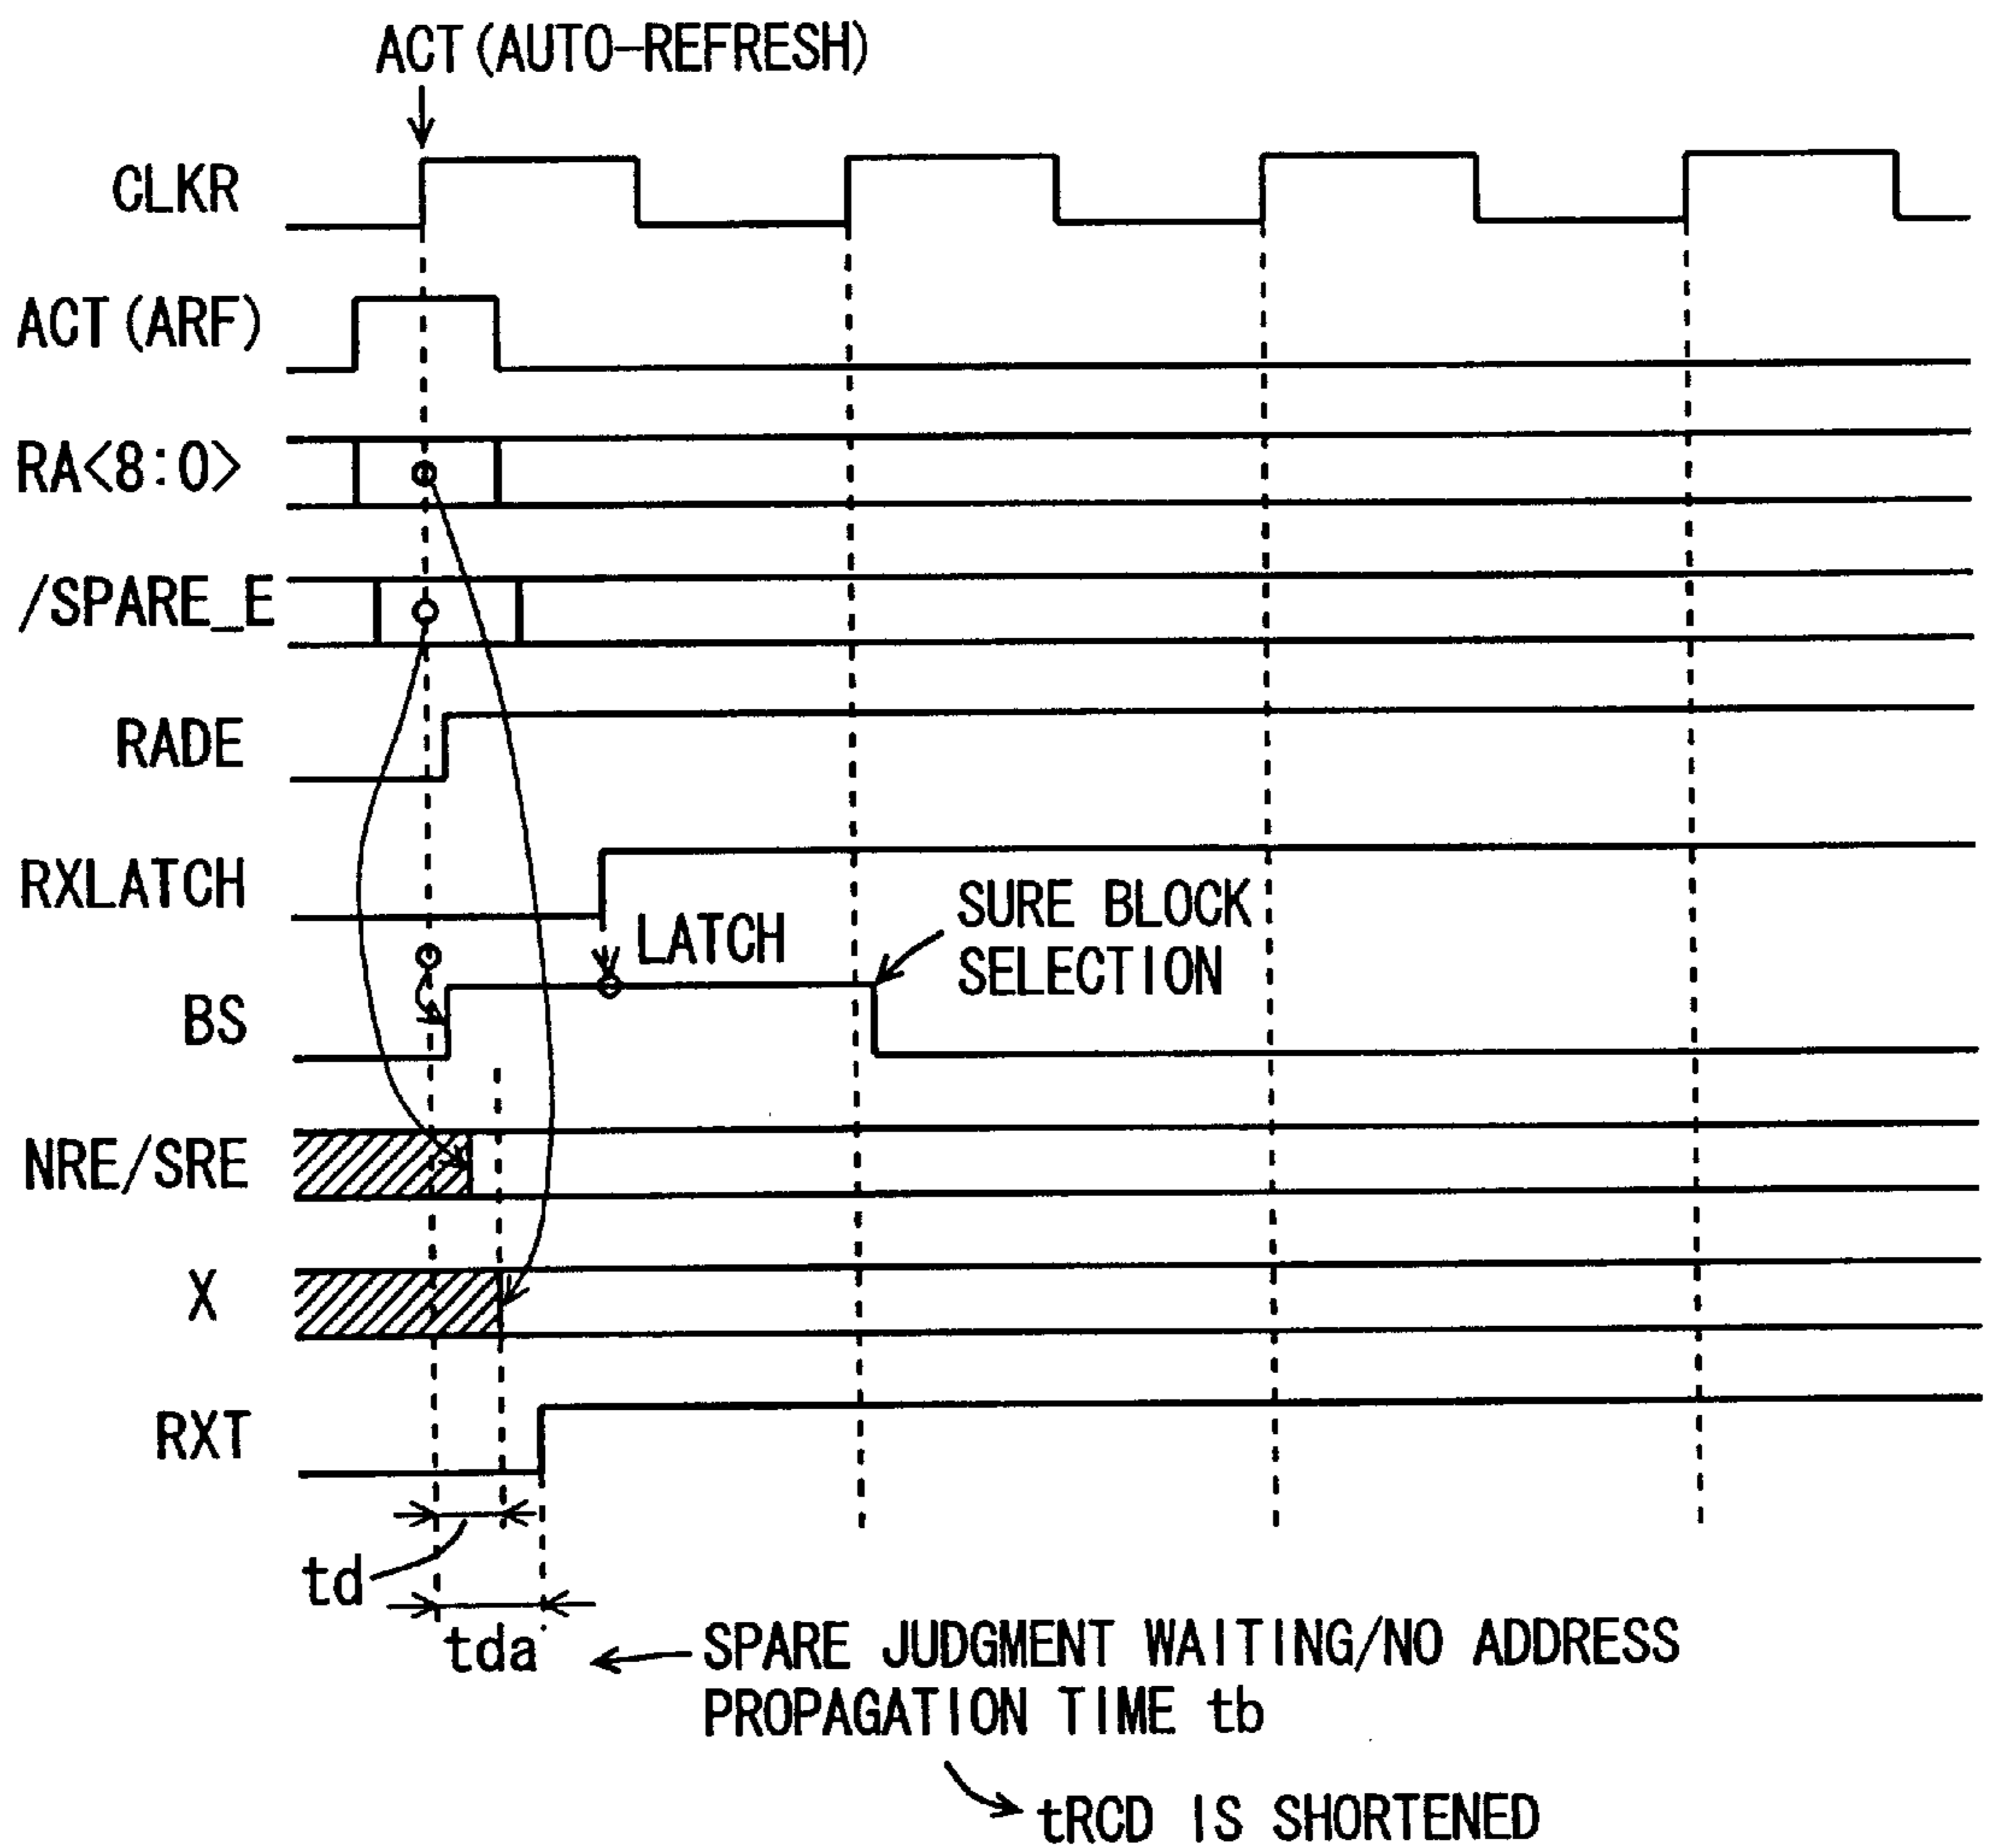 ACT(AUTO-REFRESH)
CLKR
ACT(ARF)
RA<8:0>
/SPARE_E
RADE
RXLATCH
LATCH
SURE BLOCK
SELECTION
BS
NRE/SRE
X
RXT
td
tda
SPARE JUDGMENT WAITING/NO ADDRESS
PROPAGATION TIME tb
tRCD IS SHORTENED